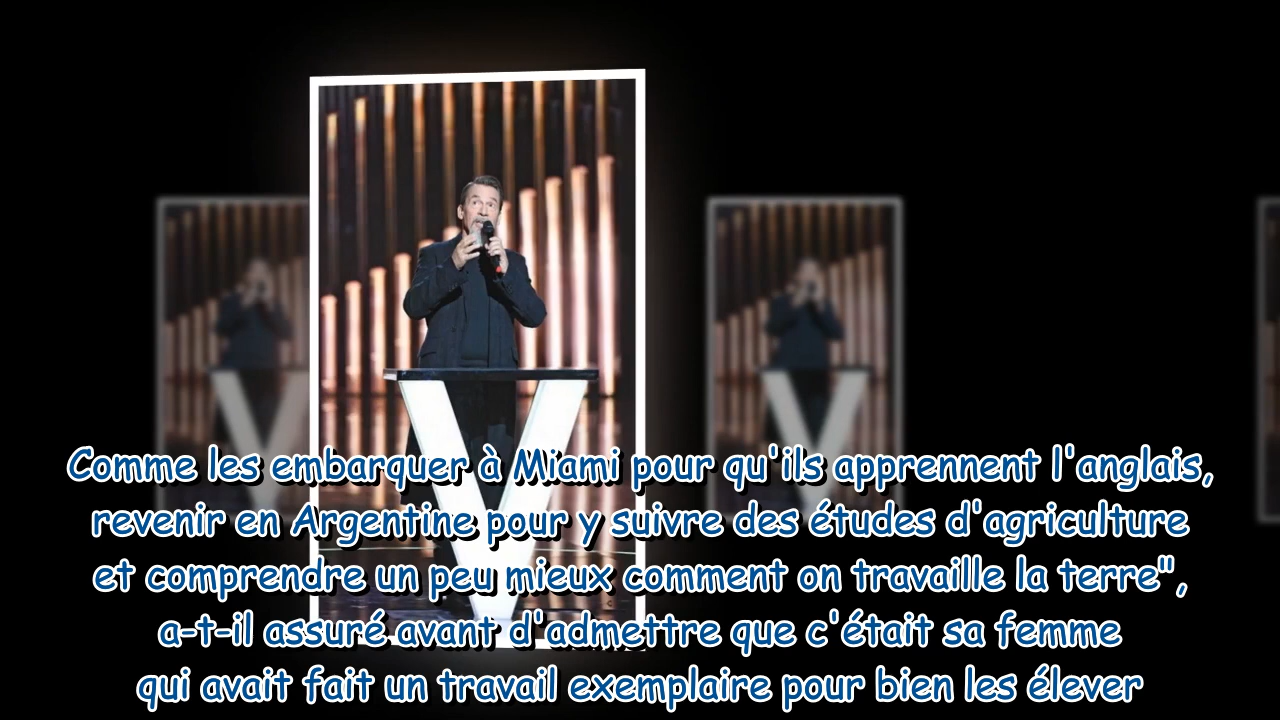 Comme les embarquer à Miami pour qu'ils apprennent l'anglais,
revenir en Argentine pour y suivre des études d'agriculture
et comprendre un peu mieux comment on travaille la terre",
a-t-il assuré avant d'admettre que c'était sa femme
qui avait fait un travail exemplaire pour bien les élever